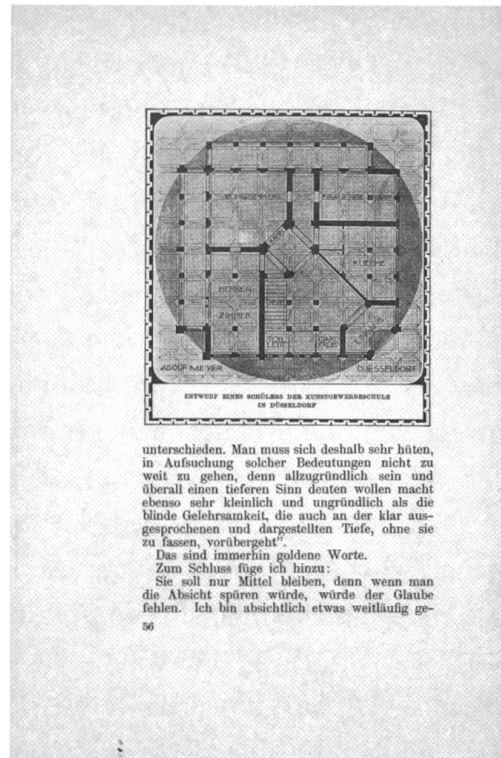 HERREN
ZIMMER
KUECHE
ADOLF MEYER
DUESSELDORF
ENTWURF EINES SCHÜLERS DER KUNSTGEWERBESCHULE
IN DÜSSELDORF
unterschieden. Man muss sich deshalb sehr hüten,
in Aufsuchung solcher Bedeutungen nicht zu
weit zu gehen, denn allzugründlich sein und
überall einen tieferen Sinn deuten wollen macht
ebenso sehr kleinlich und ungründlich als die
blinde Gelehrsamkeit, die auch an der klar aus-
gesprochenen und dargestellten Tiefe, ohne sie
zu fassen, vorübergeht”.
Das sind immerhin goldene Worte.
Zum Schluss füge ich hinzu:
Sie soll nur Mittel bleiben, denn wenn man
die Absicht spüren würde, würde der Glaube
fehlen. Ich bin absichtlich etwas weitläufig ge-
56